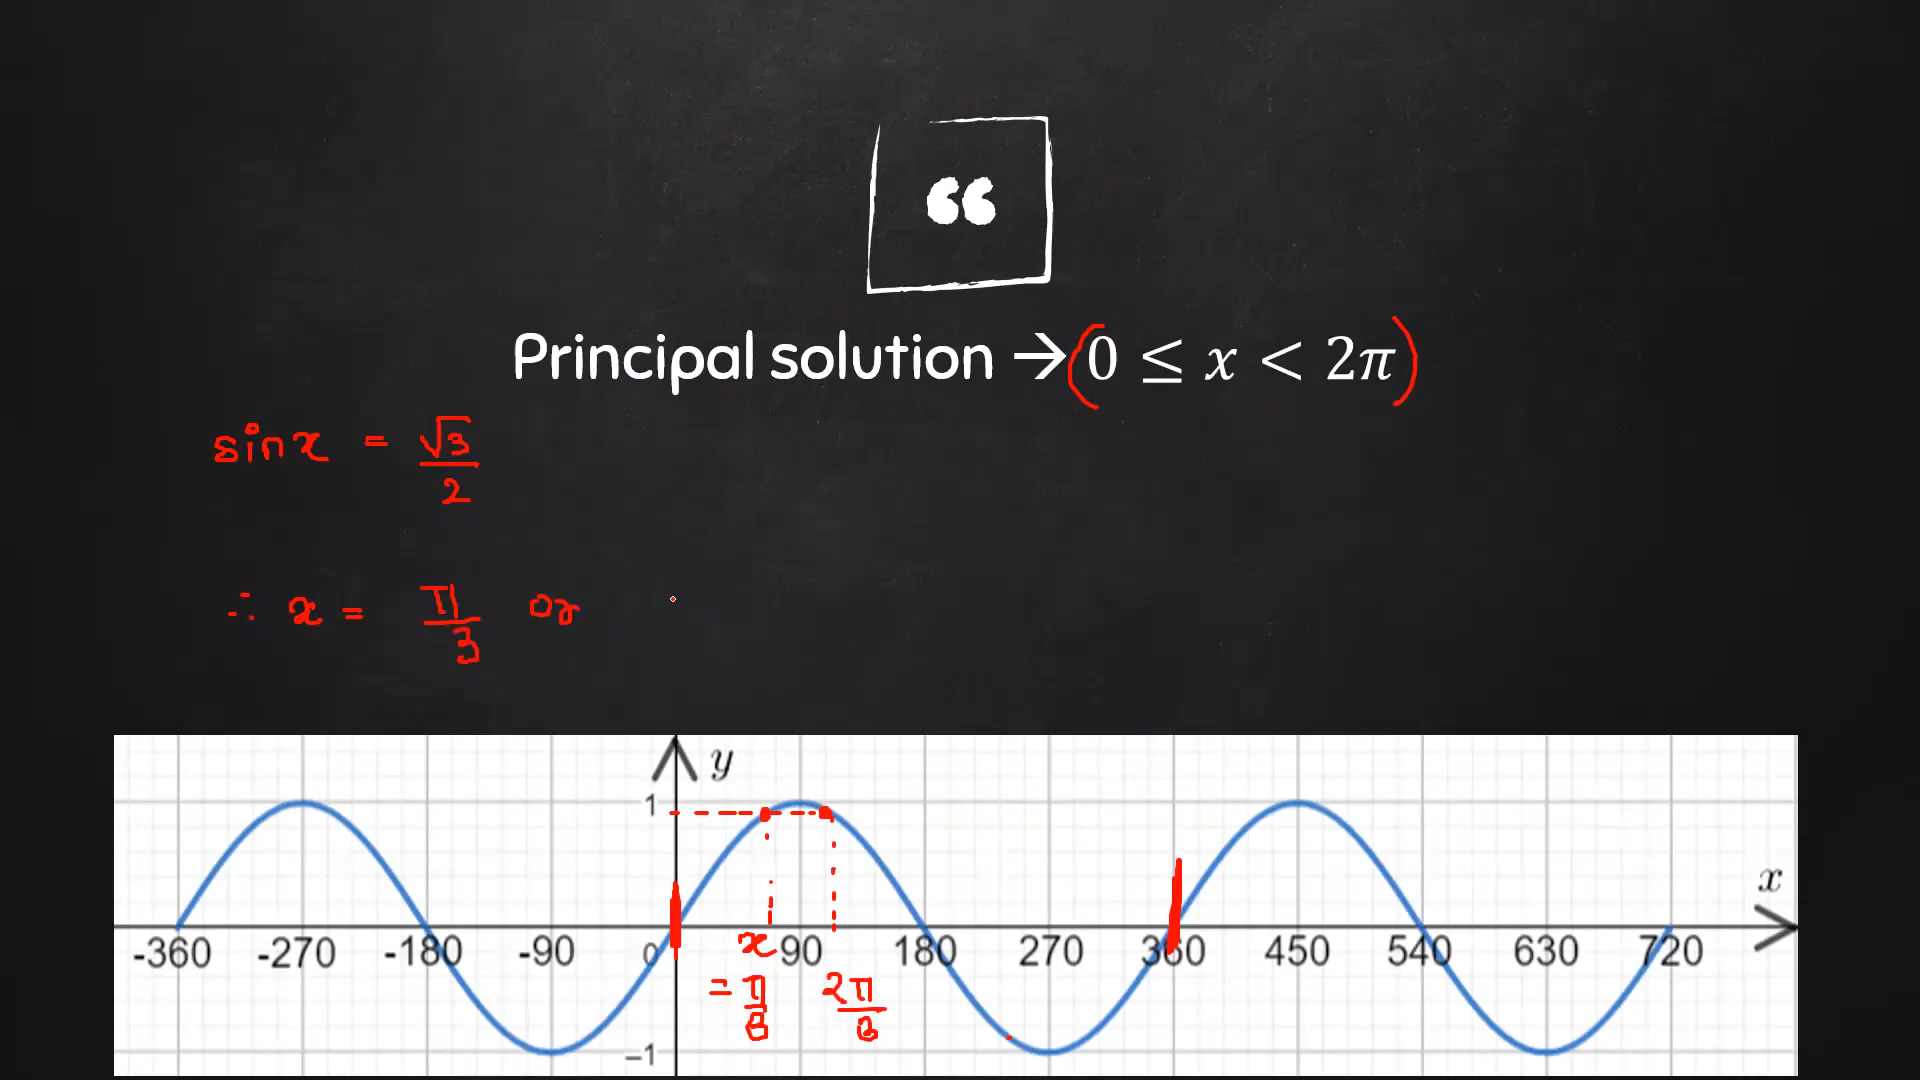 “
Principal solution → (0 ≤ x < 2π)
sin x = √3/2
∴ x = π/3 or
y
1
x
-360 -270 -180 -90 0 x 90 180 270 360 450 540 630 720
= π/3 2π/3
–1